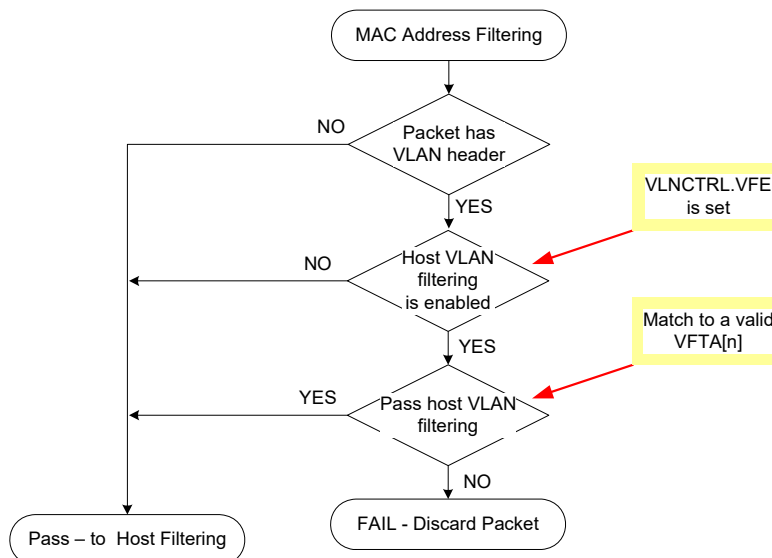 MAC Address Filtering
NO
Packet has
VLAN header
YES
VLNCTRL.VFE
is set
NO
Host VLAN
filtering
is enabled
YES
Match to a valid
VFTA[n]
YES
Pass host VLAN
filtering
NO
Pass – to  Host Filtering
FAIL - Discard Packet